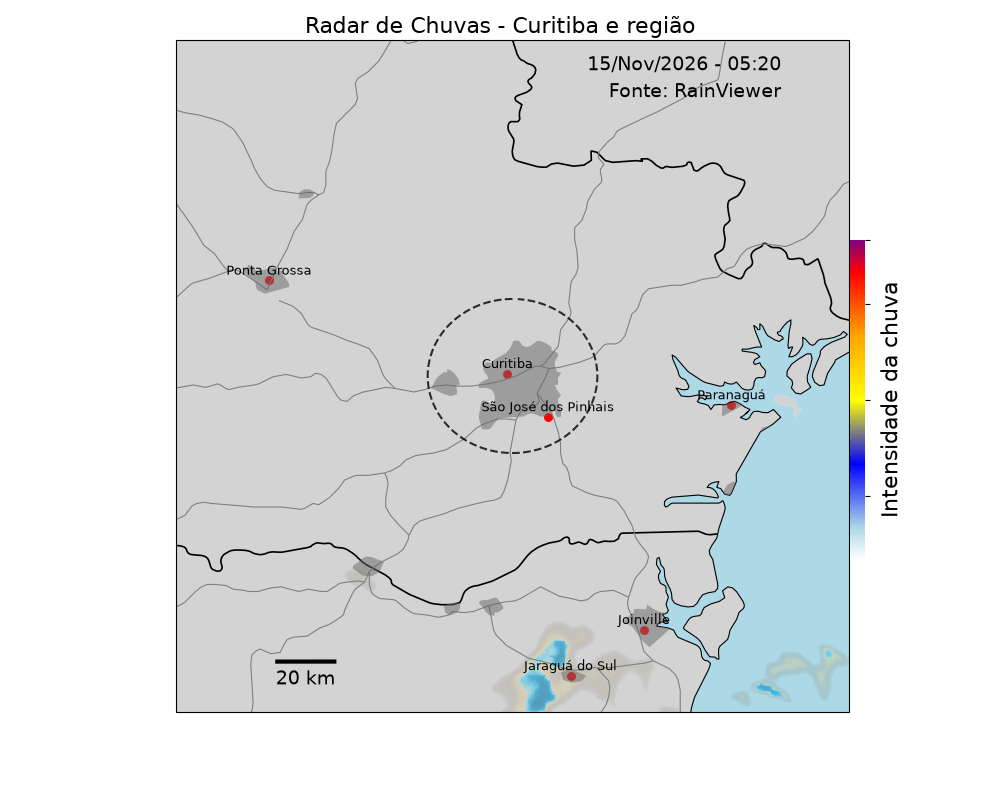 Radar de Chuvas - Curitiba e região
15/Nov/2026 - 05:20
Fonte: RainViewer
Ponta Grossa
Curitiba
Paranaguá
São José dos Pinhais
Intensidade da chuva
Joinville
Jaraguá do Sul
20 km